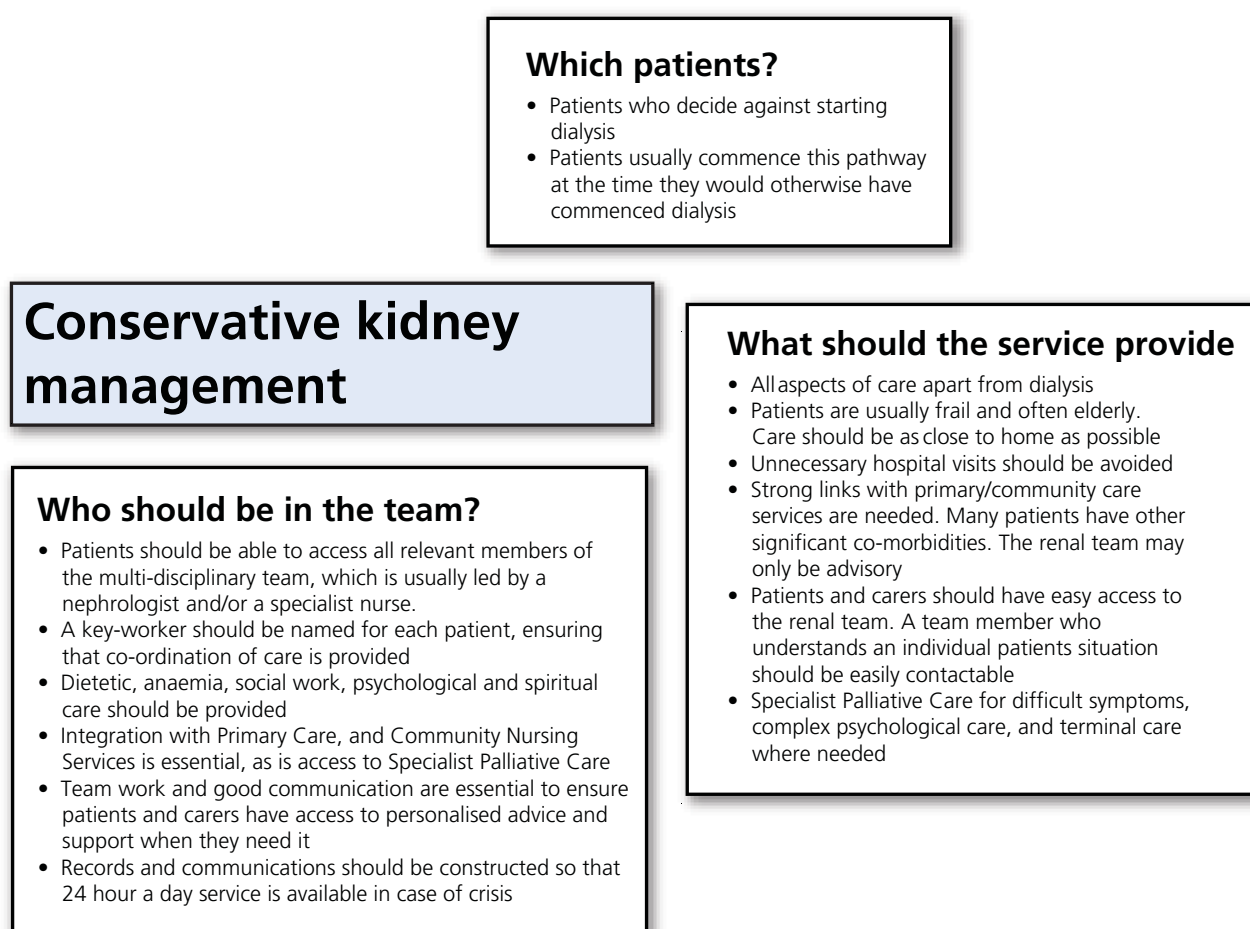 Which patients?
• Patients who decide against starting
dialysis
• Patients usually commence this pathway
at the time they would otherwise have
commenced dialysis
Conservative kidney
management
Who should be in the team?
• Patients should be able to access all relevant members of
the multi-disciplinary team, which is usually led by a
nephrologist and/or a specialist nurse.
• A key-worker should be named for each patient, ensuring
that co-ordination of care is provided
• Dietetic, anaemia, social work, psychological and spiritual
care should be provided
• Integration with Primary Care, and Community Nursing
Services is essential, as is access to Specialist Palliative Care
• Team work and good communication are essential to ensure
patients and carers have access to personalised advice and
support when they need it
• Records and communications should be constructed so that
24 hour a day service is available in case of crisis
What should the service provide
• All aspects of care apart from dialysis
• Patients are usually frail and often elderly.
Care should be as close to home as possible
• Unnecessary hospital visits should be avoided
• Strong links with primary/community care
services are needed. Many patients have other
significant co-morbidities. The renal team may
only be advisory
• Patients and carers should have easy access to
the renal team. A team member who
understands an individual patients situation
should be easily contactable
• Specialist Palliative Care for difficult symptoms,
complex psychological care, and terminal care
where needed